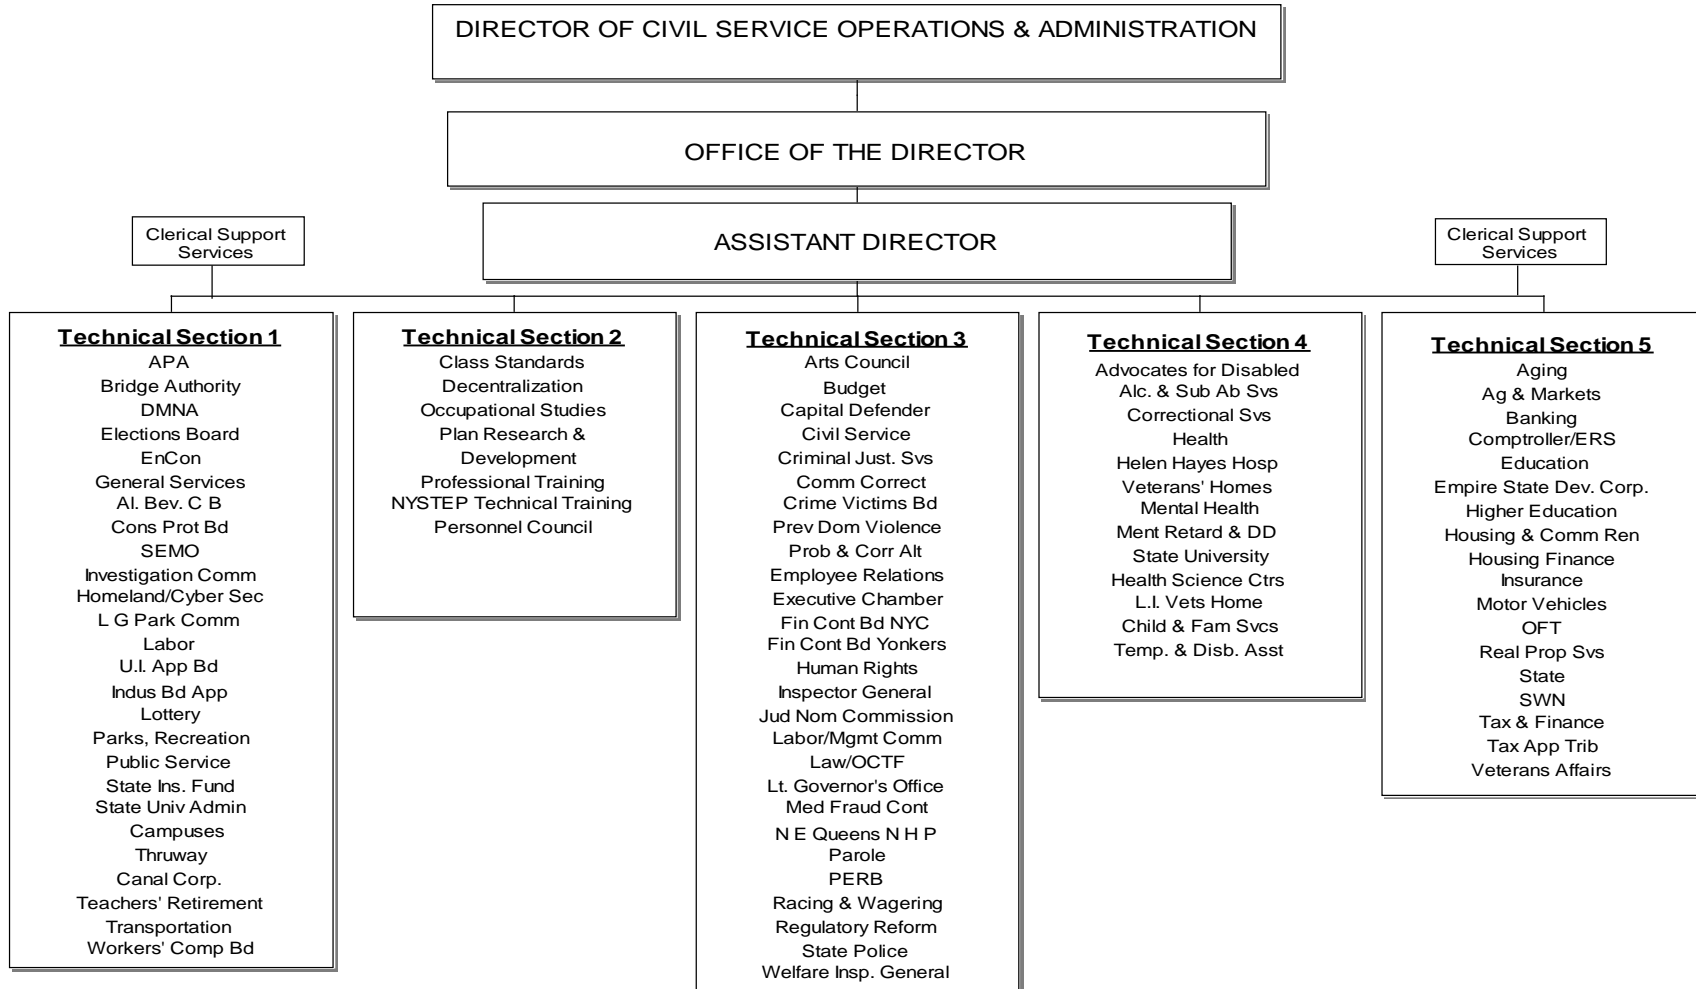 DIRECTOR OF CIVIL SERVICE OPERATIONS & ADMINISTRATION
OFFICE OF THE DIRECTOR
ASSISTANT DIRECTOR
Clerical Support
Services
Clerical Support
Services
Technical Section 1
APA
Bridge Authority
DMNA
Elections Board
EnCon
General Services
Al. Bev. C B
Cons Prot Bd
SEMO
Investigation Comm
Homeland/Cyber Sec
L G Park Comm
Labor
U.I. App Bd
Indus Bd App
Lottery
Parks, Recreation
Public Service
State Ins. Fund
State Univ Admin
Campuses
Thruway
Canal Corp.
Teachers' Retirement
Transportation
Workers' Comp Bd
Technical Section 2
Class Standards
Decentralization
Occupational Studies
Plan Research &
Development
Professional Training
NYSTEP Technical Training
Personnel Council
Technical Section 3
Arts Council
Budget
Capital Defender
Civil Service
Criminal Just. Svs
Comm Correct
Crime Victims Bd
Prev Dom Violence
Prob & Corr Alt
Employee Relations
Executive Chamber
Fin Cont Bd NYC
Fin Cont Bd Yonkers
Human Rights
Inspector General
Jud Nom Commission
Labor/Mgmt Comm
Law/OCTF
Lt. Governor's Office
Med Fraud Cont
N E Queens N H P
Parole
PERB
Racing & Wagering
Regulatory Reform
State Police
Welfare Insp. General
Technical Section 4
Advocates for Disabled
Alc. & Sub Ab Svs
Correctional Svs
Health
Helen Hayes Hosp
Veterans' Homes
Mental Health
Ment Retard & DD
State University
Health Science Ctrs
L.I. Vets Home
Child & Fam Svcs
Temp. & Disb. Asst
Technical Section 5
Aging
Ag & Markets
Banking
Comptroller/ERS
Education
Empire State Dev. Corp.
Higher Education
Housing & Comm Ren
Housing Finance
Insurance
Motor Vehicles
OFT
Real Prop Svs
State
SWN
Tax & Finance
Tax App Trib
Veterans Affairs